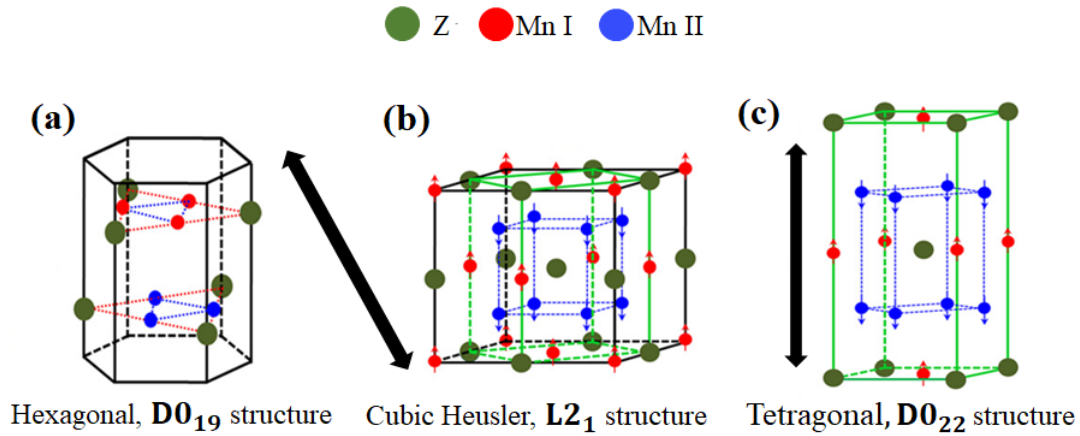 Z Mn I Mn II
(a) (b) (c)
Hexagonal, D0₁₉ structure
Cubic Heusler, L2₁ structure
Tetragonal, D0₂₂ structure